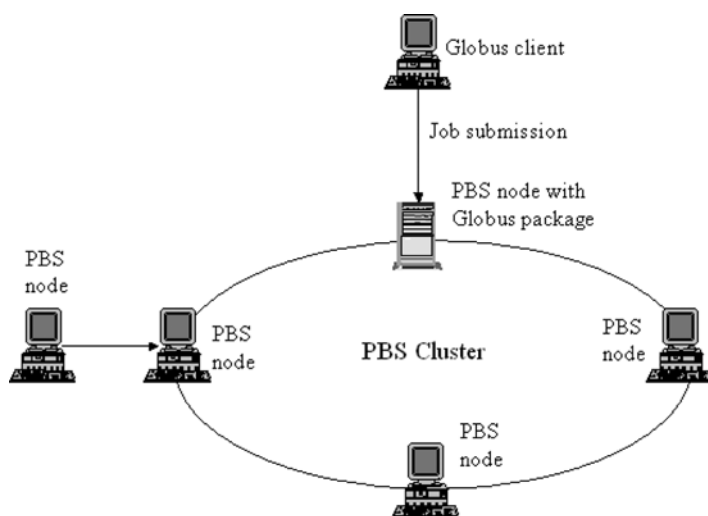 Globus client
Job submission
PBS node with
Globus package
PBS
node
PBS
node
PBS Cluster
PBS
node
PBS
node